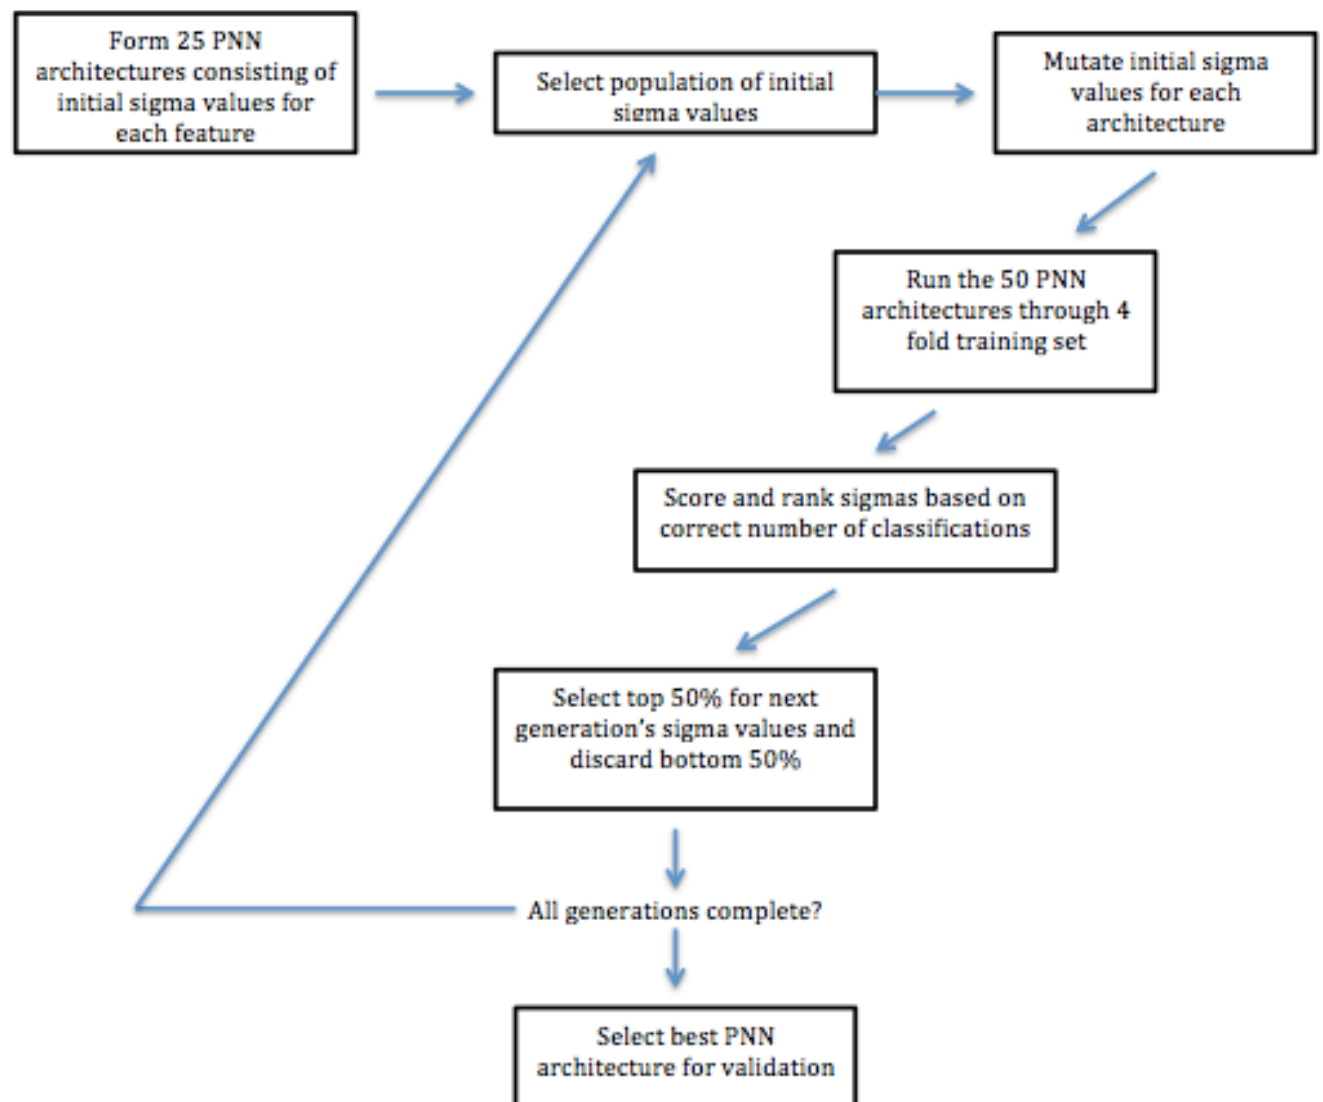 Form 25 PNN
architectures consisting of
initial sigma values for
each feature
Select population of initial
sigma values
Mutate initial sigma
values for each
architecture
Run the 50 PNN
architectures through 4
fold training set
Score and rank sigmas based on
correct number of classifications
Select top 50% for next
generation's sigma values and
discard bottom 50%
All generations complete?
Select best PNN
architecture for validation